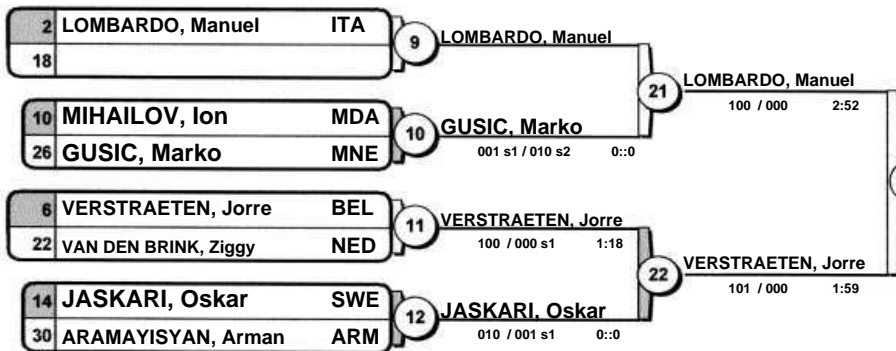 2 LOMBARDO, Manuel ITA
18
9 LOMBARDO, Manuel
10 MIHAILOV, Ion MDA
26 GUSIC, Marko MNE
10 GUSIC, Marko
001 s1 / 010 s2 0::0
21 LOMBARDO, Manuel
100 / 000 2:52
6 VERSTRAETEN, Jorre BEL
22 VAN DEN BRINK, Ziggy NED
11 VERSTRAETEN, Jorre
100 / 000 s1 1:18
14 JASKARI, Oskar SWE
30 ARAMAYISYAN, Arman ARM
12 JASKARI, Oskar
010 / 001 s1 0::0
22 VERSTRAETEN, Jorre
101 / 000 1:59